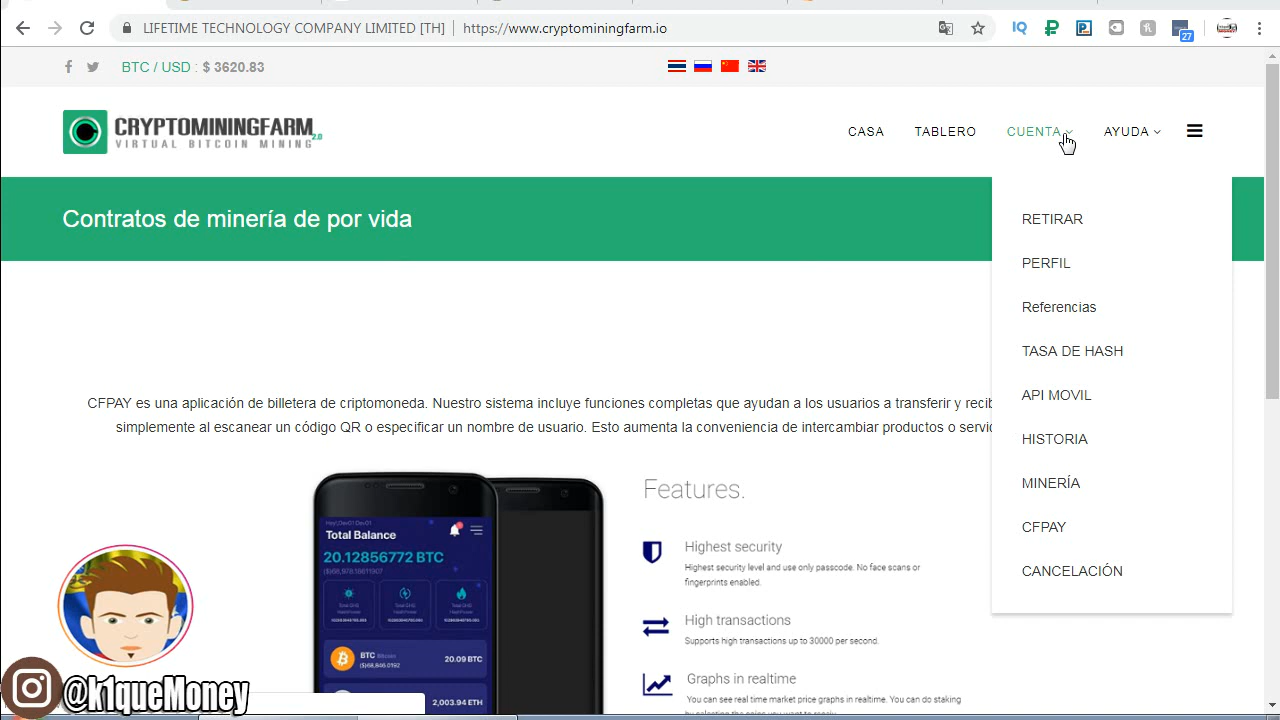 LIFETIME TECHNOLOGY COMPANY LIMITED [TH] https://www.cryptominingfarm.io
27
BTC / USD : $ 3620.83
CRYPTOMININGFARM 2.0
VIRTUAL BITCOIN MINING
CASA TABLERO CUENTA AYUDA
Contratos de minería de por vida
RETIRAR
PERFIL
Referencias
TASA DE HASH
API MOVIL
HISTORIA
MINERÍA
CFPAY
CFPAY es una aplicación de billetera de criptomoneda. Nuestro sistema incluye funciones completas que ayudan a los usuarios a transferir y
simplemente al escanear un código QR o especificar un nombre de usuario. Esto aumenta la conveniencia de intercambiar productos o
Total Balance
20.12856772 BTC
BTC Bitcoin
20.09 BTC
2,003.94 ETH
Features.
Highest security
Highest security level and use only passcode. No face scans or
fingerprints enabled.
High transactions
Supports high transactions up to 30000 per second.
Graphs in realtime
You can see real time market price graphs in realtime. You can do staking
@k1queMoney